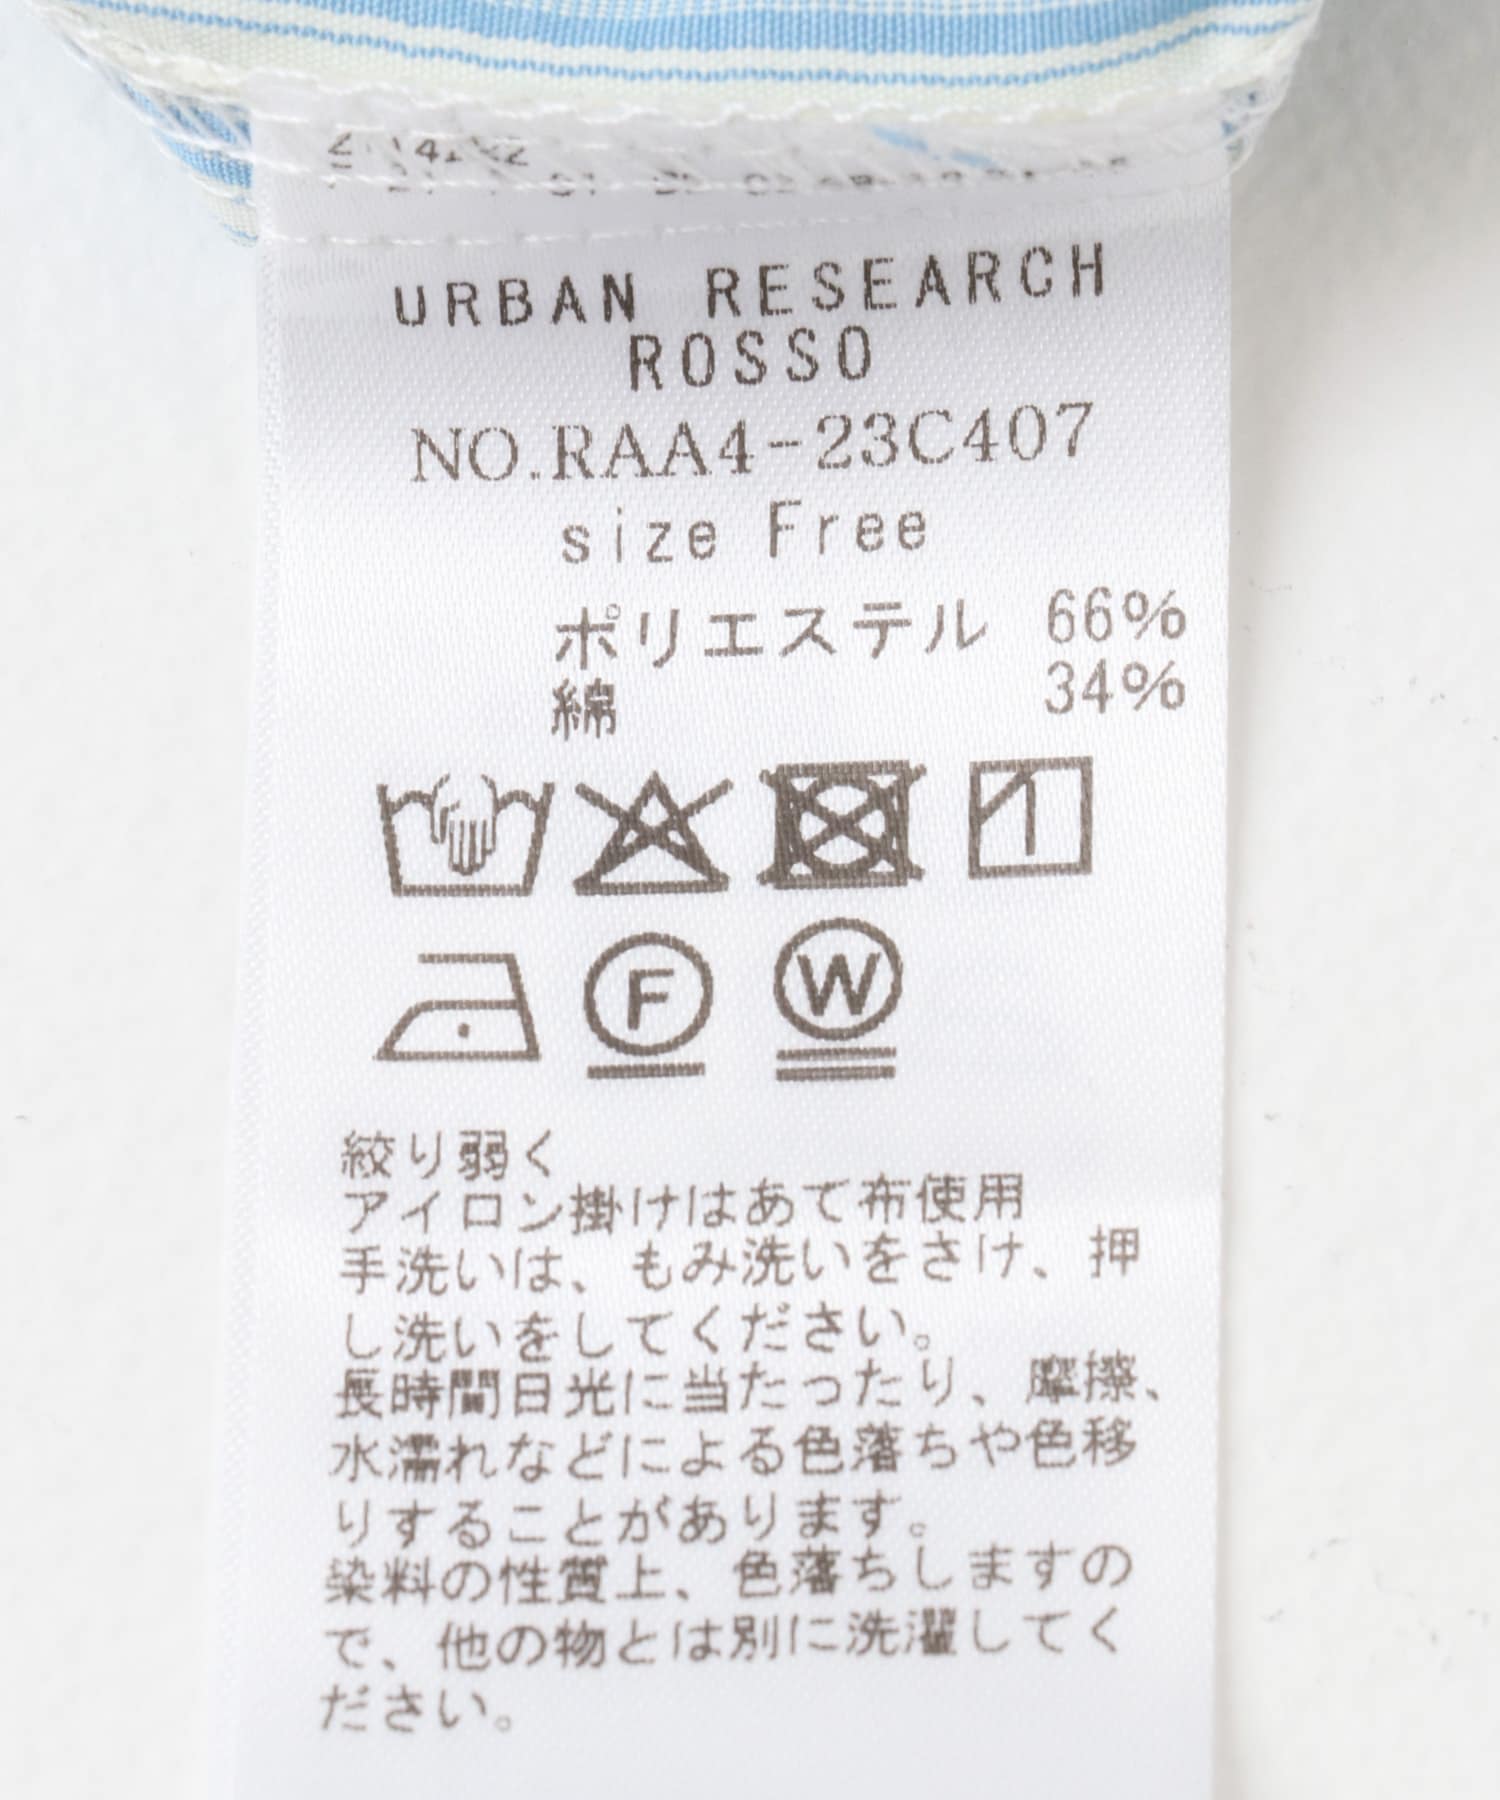 URBAN RESEARCH
ROSSO
NO.RAA4-23C407
size Free
ポリエステル 66%
綿 34%
F W
絞り弱く
アイロン掛けはあて布使用
手洗いは、もみ洗いをさけ、押
し洗いをしてください。
長時間日光に当たったり、摩擦、
水濡れなどによる色落ちや色移
りすることがあります。
染料の性質上、色落ちしますの
で、他の物とは別に洗濯してく
ださい。